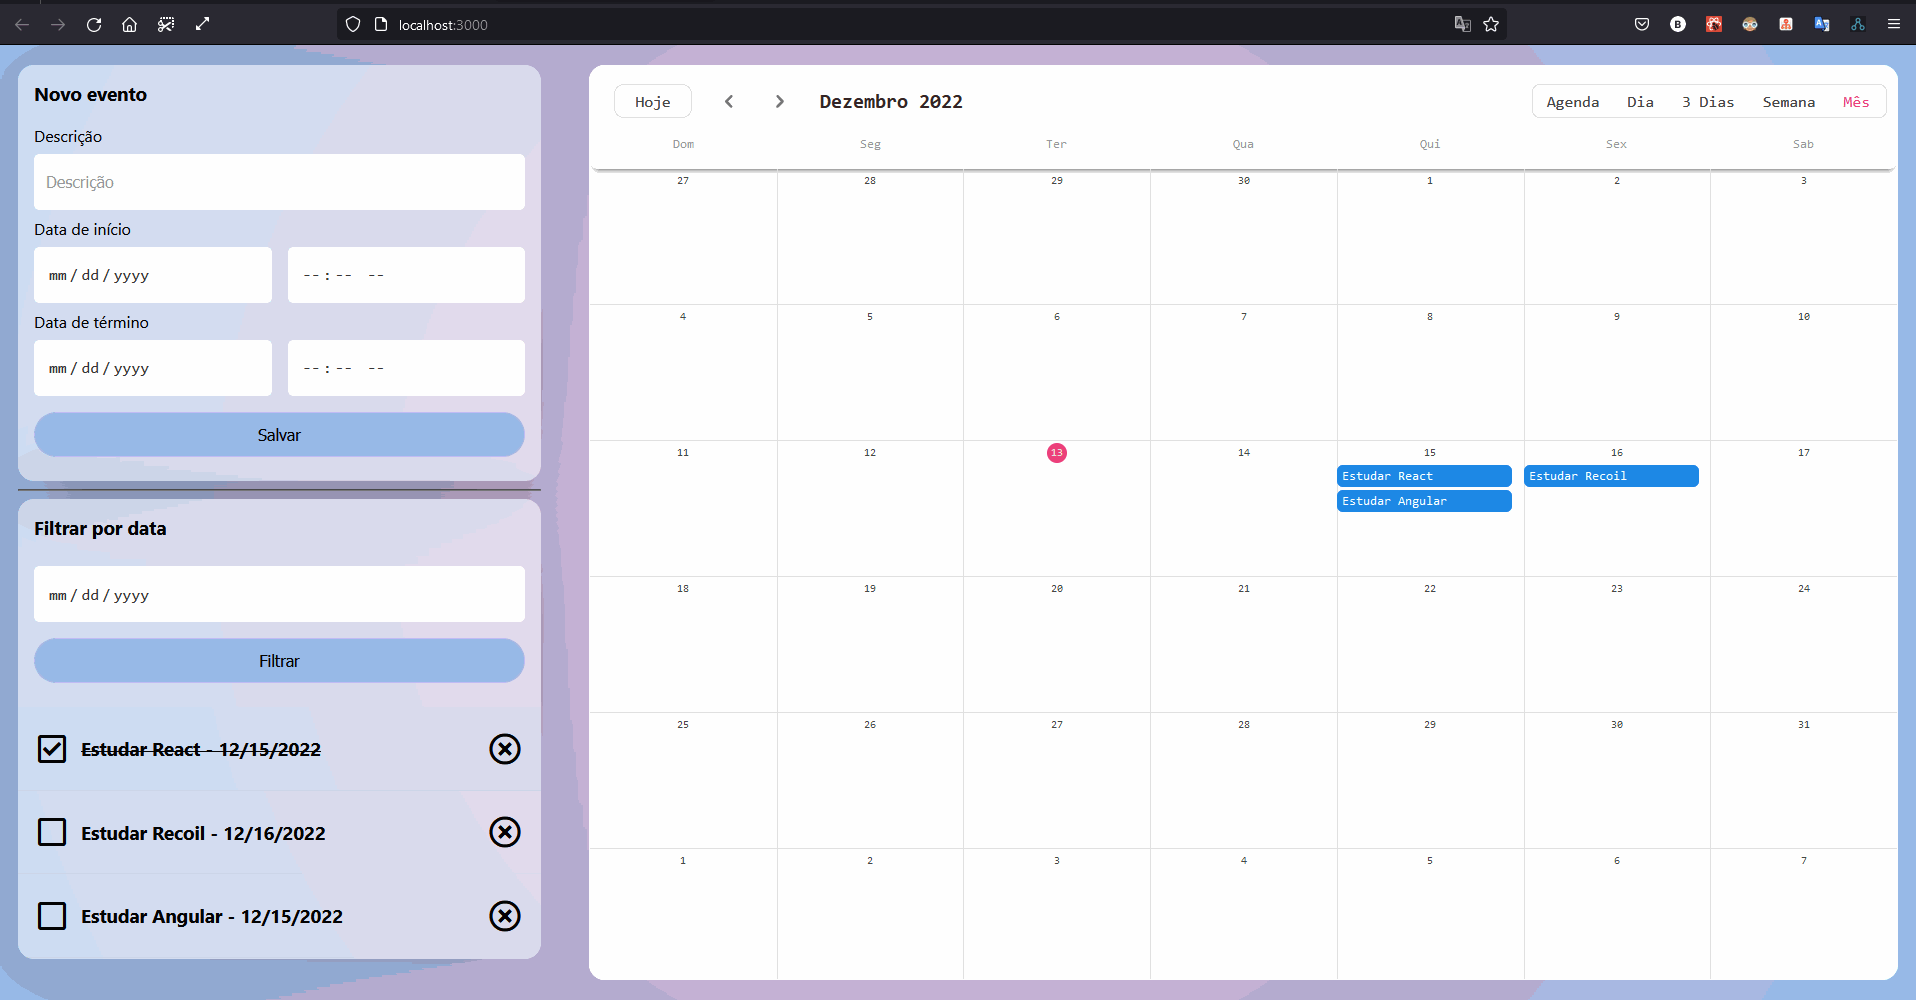 localhost:3000
Novo evento
Descrição
Descrição
Data de início
mm / dd / yyyy
-- : -- --
Data de término
mm / dd / yyyy
-- : -- --
Salvar
Filtrar por data
mm / dd / yyyy
Filtrar
Estudar React - 12/15/2022
Estudar Recoil - 12/16/2022
Estudar Angular - 12/15/2022
Hoje
Dezembro 2022
Agenda Dia 3 Dias Semana Mês
Dom Seg Ter Qua Qui Sex Sab
27 28 29 30 1 2 3
4 5 6 7 8 9 10
11 12 13 14 15 16 17
Estudar React Estudar Recoil
Estudar Angular
18 19 20 21 22 23 24
25 26 27 28 29 30 31
1 2 3 4 5 6 7